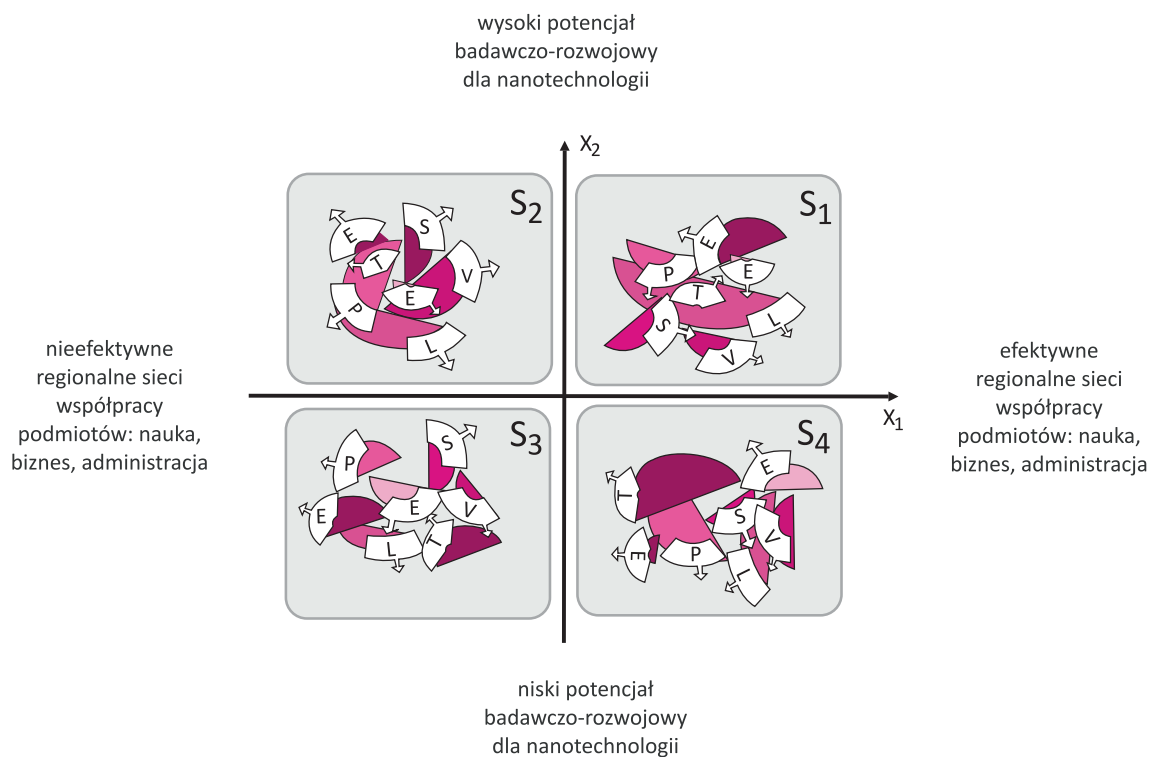 wysoki potencjał
badawczo-rozwojowy
dla nanotechnologii
X2
S2
E
S
T
V
E
P
L
S1
E
P
E
T
S
L
V
nieefektywne
regionalne sieci
współpracy
podmiotów: nauka,
biznes, administracja
efektywne
regionalne sieci
współpracy
podmiotów: nauka,
biznes, administracja
X1
S3
P
S
E
E
V
L
T
S4
E
T
S
V
E
P
L
niski potencjał
badawczo-rozwojowy
dla nanotechnologii